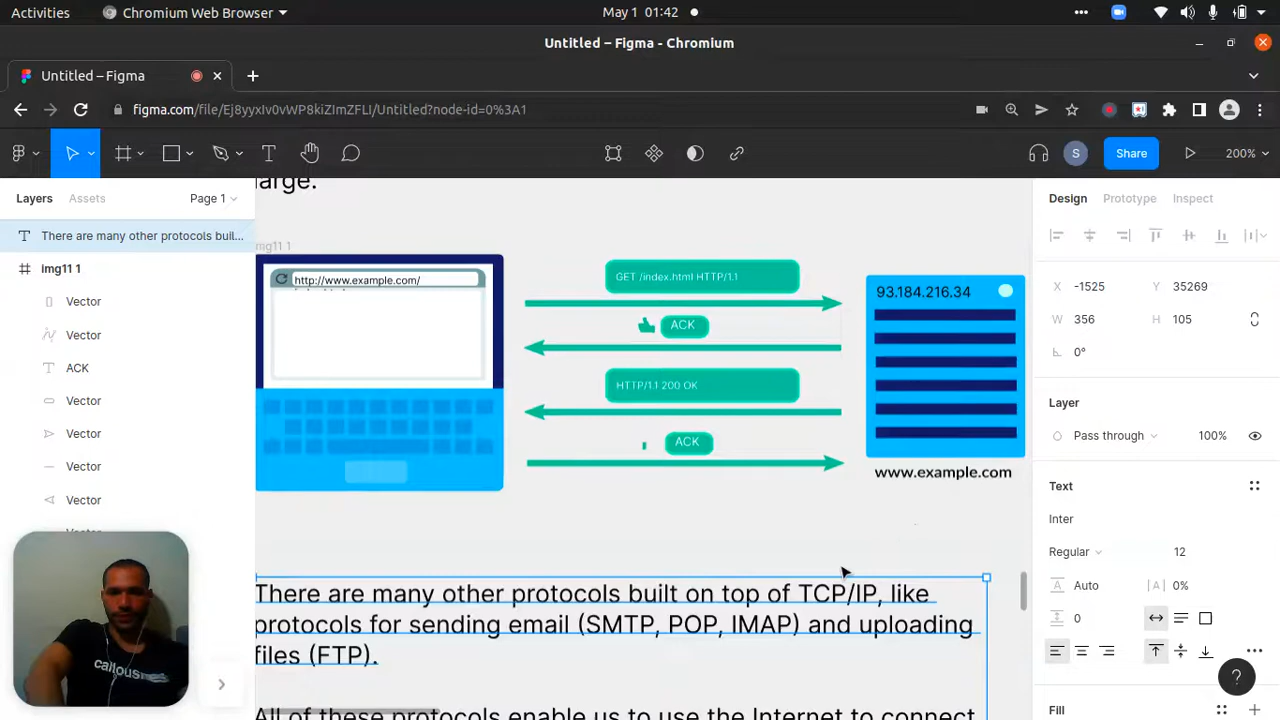 Activities
Chromium Web Browser
May 1 01:42
Untitled – Figma - Chromium
Untitled – Figma
figma.com/file/Ej8yyxIv0vWP8kiZImZFLI/Untitled?node-id=0%3A1
S
Share
200%
Layers
Assets
Page 1
There are many other protocols buil...
img11 1
Vector
Vector
ACK
Vector
Vector
Vector
Vector
large.
img11 1
http://www.example.com/
GET /index.html HTTP/1.1
ACK
HTTP/1.1 200 OK
ACK
93.184.216.34
www.example.com
There are many other protocols built on top of TCP/IP, like
protocols for sending email (SMTP, POP, IMAP) and uploading
files (FTP).
All of these protocols enable us to use the Internet to connect
callous
Design
Prototype
Inspect
X
-1525
Y
35269
W
356
H
105
0°
Layer
Pass through
100%
Text
Inter
Regular
12
Auto
0%
0
Fill
?